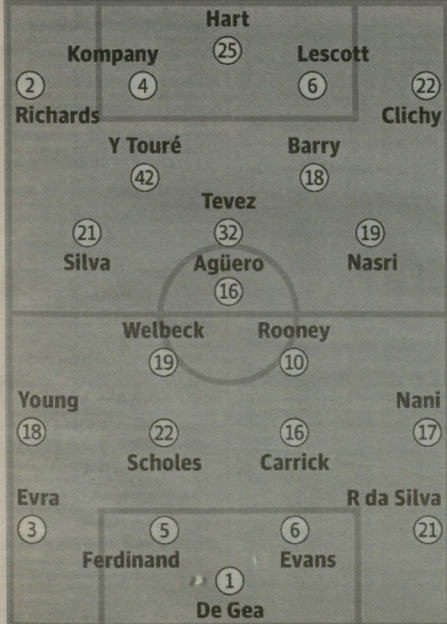 Hart
25
Kompany Lescott
2 4 6 22
Richards Clichy
Y Touré Barry
42 18
Tevez
21 32 19
Silva Agüero Nasri
16
Welbeck Rooney
19 10
Young Nani
18 22 16 17
Scholes Carrick
Evra R da Silva
3 5 6 21
Ferdinand Evans
1
De Gea